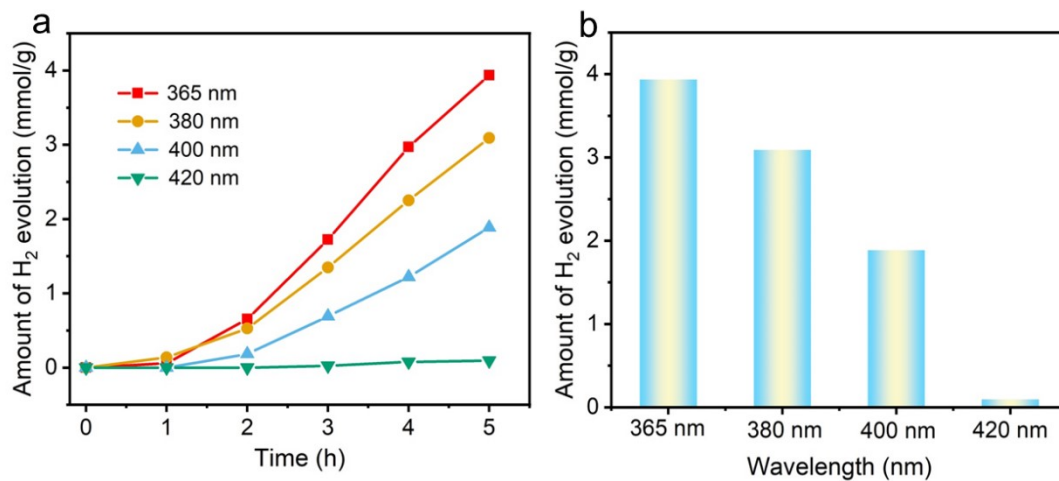 a
Amount of H₂ evolution (mmol/g)
4
3
2
1
0
365 nm
380 nm
400 nm
420 nm
0 1 2 3 4 5
Time (h)
b
Amount of H₂ evolution (mmol/g)
4
3
2
1
0
365 nm 380 nm 400 nm 420 nm
Wavelength (nm)